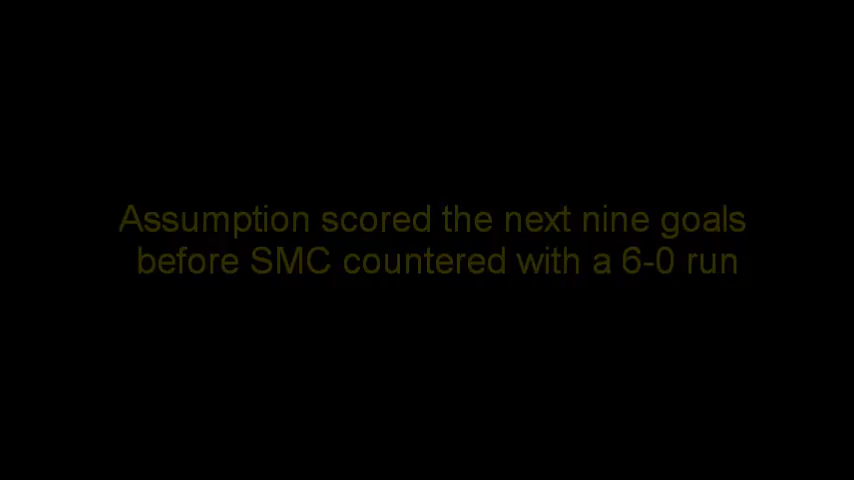 Assumption scored the next nine goals
before SMC countered with a 6-0 run